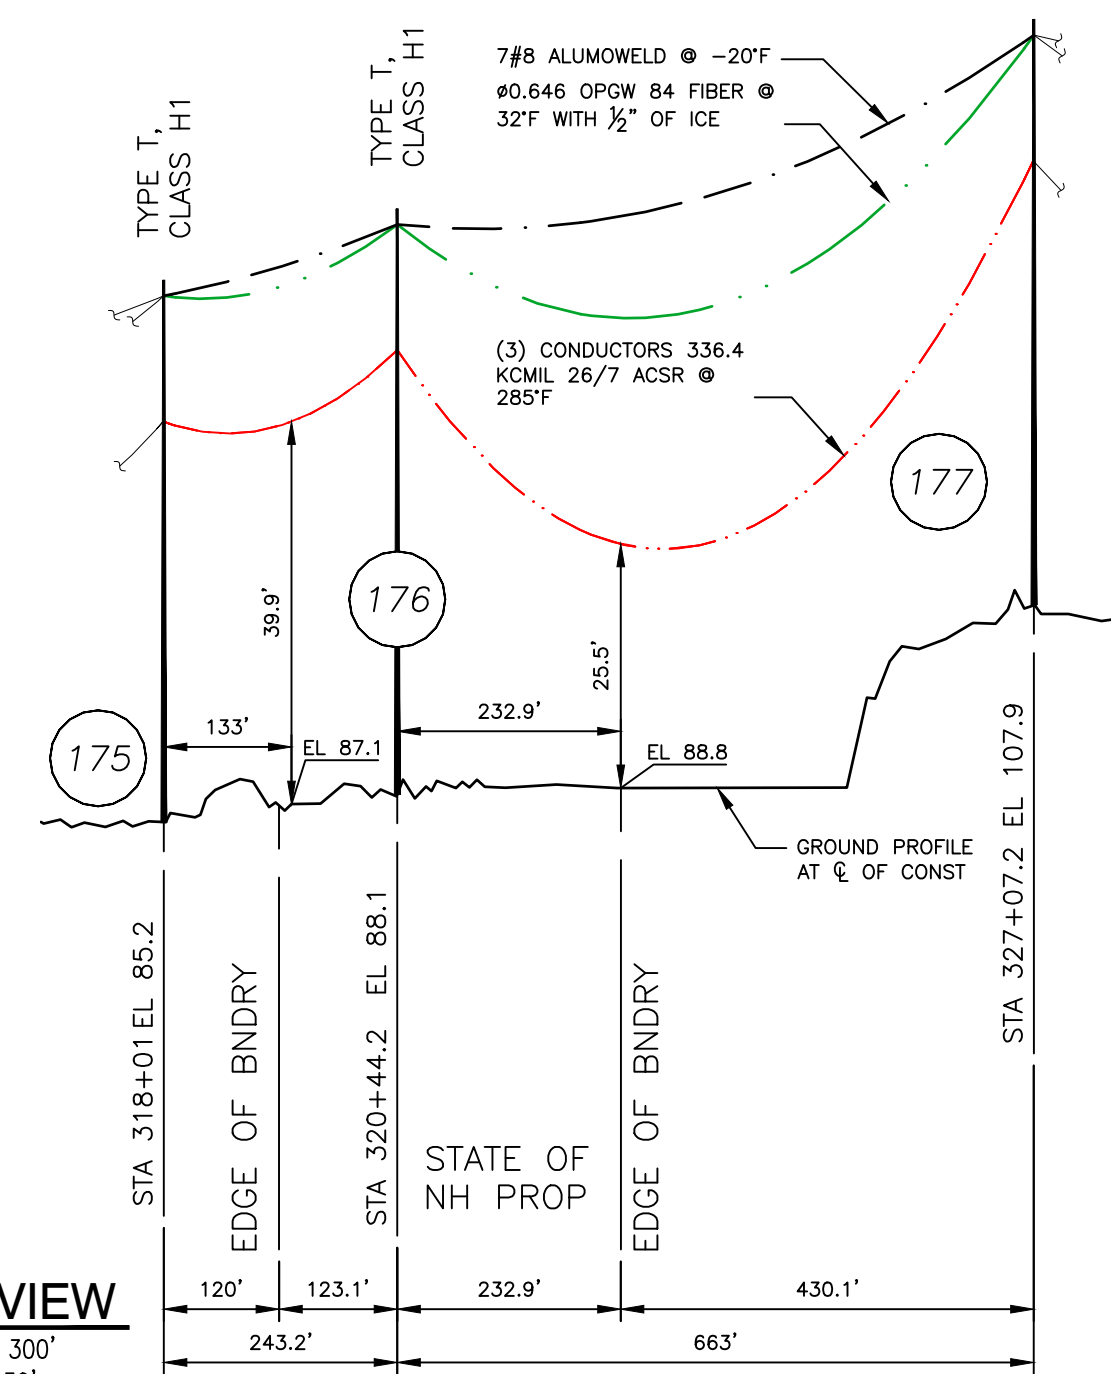 7#8 ALUMOWELD @ -20°F
Ø0.646 OPGW 84 FIBER @
32°F WITH ½" OF ICE
TYPE T,
CLASS H1
TYPE T,
CLASS H1
(3) CONDUCTORS 336.4
KCMIL 26/7 ACSR @
285°F
177
176
175
39.9'
25.5'
133'
232.9'
EL 87.1
EL 88.8
GROUND PROFILE
AT ℄ OF CONST
STA 318+01 EL 85.2
EDGE OF BNDRY
STA 320+44.2 EL 88.1
STATE OF
NH PROP
EDGE OF BNDRY
STA 327+07.2 EL 107.9
120'
123.1'
232.9'
430.1'
243.2'
663'
VIEW
300'